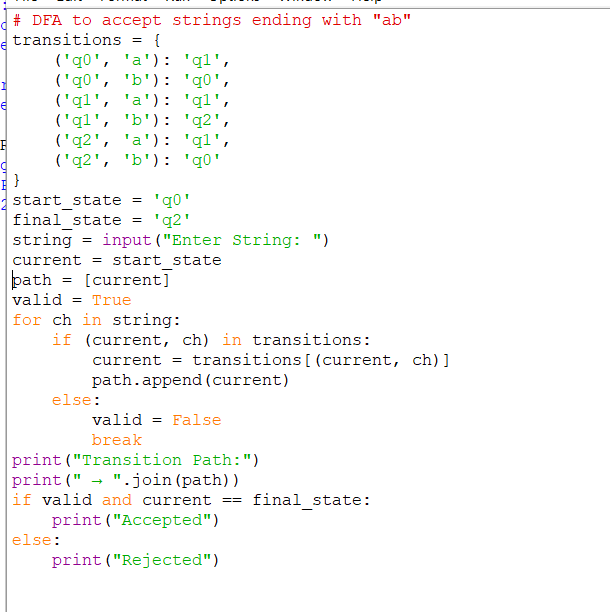 # DFA to accept strings ending with "ab"
transitions = {
    ('q0', 'a'): 'q1',
    ('q0', 'b'): 'q0',
    ('q1', 'a'): 'q1',
    ('q1', 'b'): 'q2',
    ('q2', 'a'): 'q1',
    ('q2', 'b'): 'q0'
}
start_state = 'q0'
final_state = 'q2'
string = input("Enter String: ")
current = start_state
path = [current]
valid = True
for ch in string:
    if (current, ch) in transitions:
        current = transitions[(current, ch)]
        path.append(current)
    else:
        valid = False
        break
print("Transition Path:")
print(" → ".join(path))
if valid and current == final_state:
    print("Accepted")
else:
    print("Rejected")